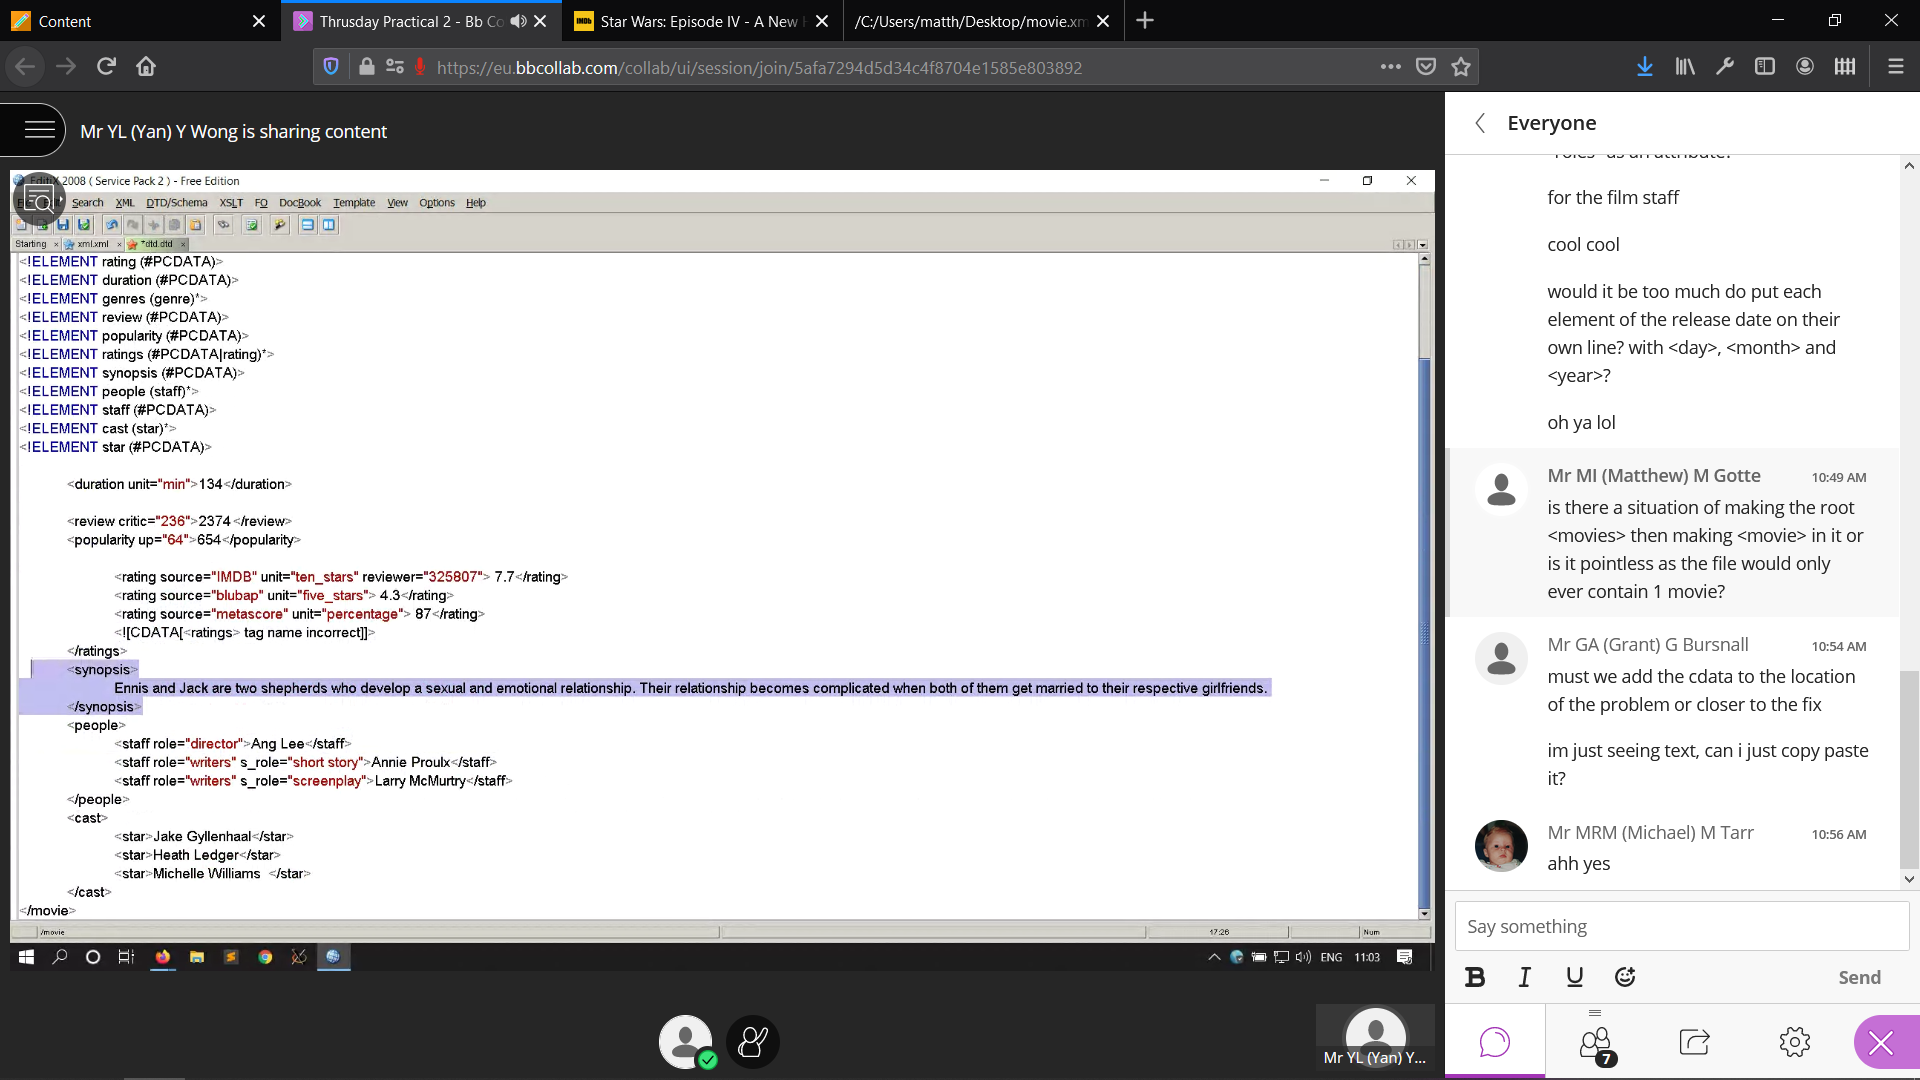 Content
Thrusday Practical 2 - Bb Co
Star Wars: Episode IV - A New H
/C:/Users/matth/Desktop/movie.xm
https://eu.bbcollab.com/collab/ui/session/join/5afa7294d5d34c4f8704e1585e803892
Mr YL (Yan) Y Wong is sharing content
EditiX 2008 ( Service Pack 2 ) - Free Edition
Search XML DTD/Schema XSLT FO DocBook Template View Options Help
Starting xml.xml *dtd.dtd
<!ELEMENT rating (#PCDATA)>
<!ELEMENT duration (#PCDATA)>
<!ELEMENT genres (genre)*>
<!ELEMENT review (#PCDATA)>
<!ELEMENT popularity (#PCDATA)>
<!ELEMENT ratings (#PCDATA|rating)*>
<!ELEMENT synopsis (#PCDATA)>
<!ELEMENT people (staff)*>
<!ELEMENT staff (#PCDATA)>
<!ELEMENT cast (star)*>
<!ELEMENT star (#PCDATA)>
<duration unit="min">134</duration>
<review critic="236">2374 </review>
<popularity up="64">654</popularity>
<rating source="IMDB" unit="ten_stars" reviewer="325807"> 7.7</rating>
<rating source="blubap" unit="five_stars"> 4.3</rating>
<rating source="metascore" unit="percentage"> 87</rating>
<![CDATA[<ratings> tag name incorrect]]>
</ratings>
<synopsis>
Ennis and Jack are two shepherds who develop a sexual and emotional relationship. Their relationship becomes complicated when both of them get married to their respective girlfriends.
</synopsis>
<people>
<staff role="director">Ang Lee</staff>
<staff role="writers" s_role="short story">Annie Proulx</staff>
<staff role="writers" s_role="screenplay">Larry McMurtry</staff>
</people>
<cast>
<star>Jake Gyllenhaal</star>
<star>Heath Ledger</star>
<star>Michelle Williams </star>
</cast>
</movie>
/movie
17:26
Num
ENG 11:03
Mr YL (Yan) Y...
Everyone
"roles" as an attribute?
for the film staff
cool cool
would it be too much do put each
element of the release date on their
own line? with <day>, <month> and
<year>?
oh ya lol
Mr MI (Matthew) M Gotte 10:49 AM
is there a situation of making the root
<movies> then making <movie> in it or
is it pointless as the file would only
ever contain 1 movie?
Mr GA (Grant) G Bursnall 10:54 AM
must we add the cdata to the location
of the problem or closer to the fix
im just seeing text, can i just copy paste
it?
Mr MRM (Michael) M Tarr 10:56 AM
ahh yes
Say something
B I U
Send
7